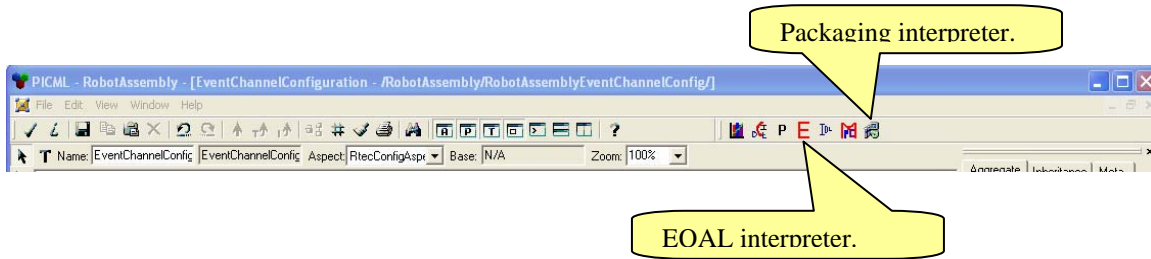 Packaging interpreter.
PICML - RobotAssembly - [EventChannelConfiguration - /RobotAssembly/RobotAssemblyEventChannelConfig/]
File Edit View Window Help
A P T ? P E IDL
T Name: EventChannelConfig EventChannelConfig Aspect: RtecConfigAspe Base: N/A Zoom: 100%
Aggregate Inheritance Meta
EOAL interpreter.